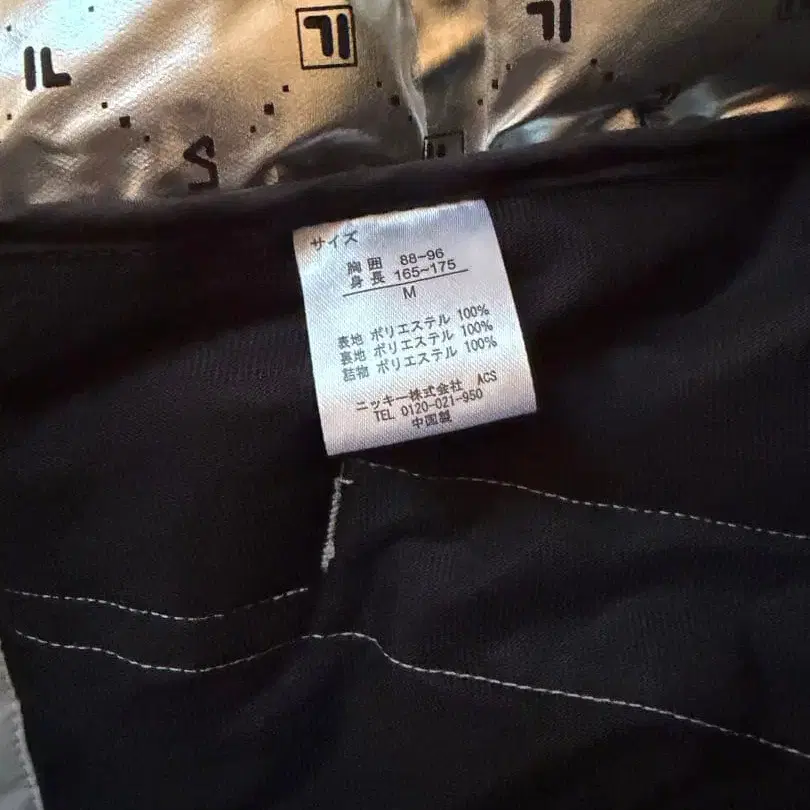 サイズ
胸囲 88-96
身長 165~175
M
表地 ポリエステル 100%
裏地 ポリエステル 100%
詰物 ポリエステル 100%
ニッキー株式会社 ACS
TEL 0120-021-950
中国製